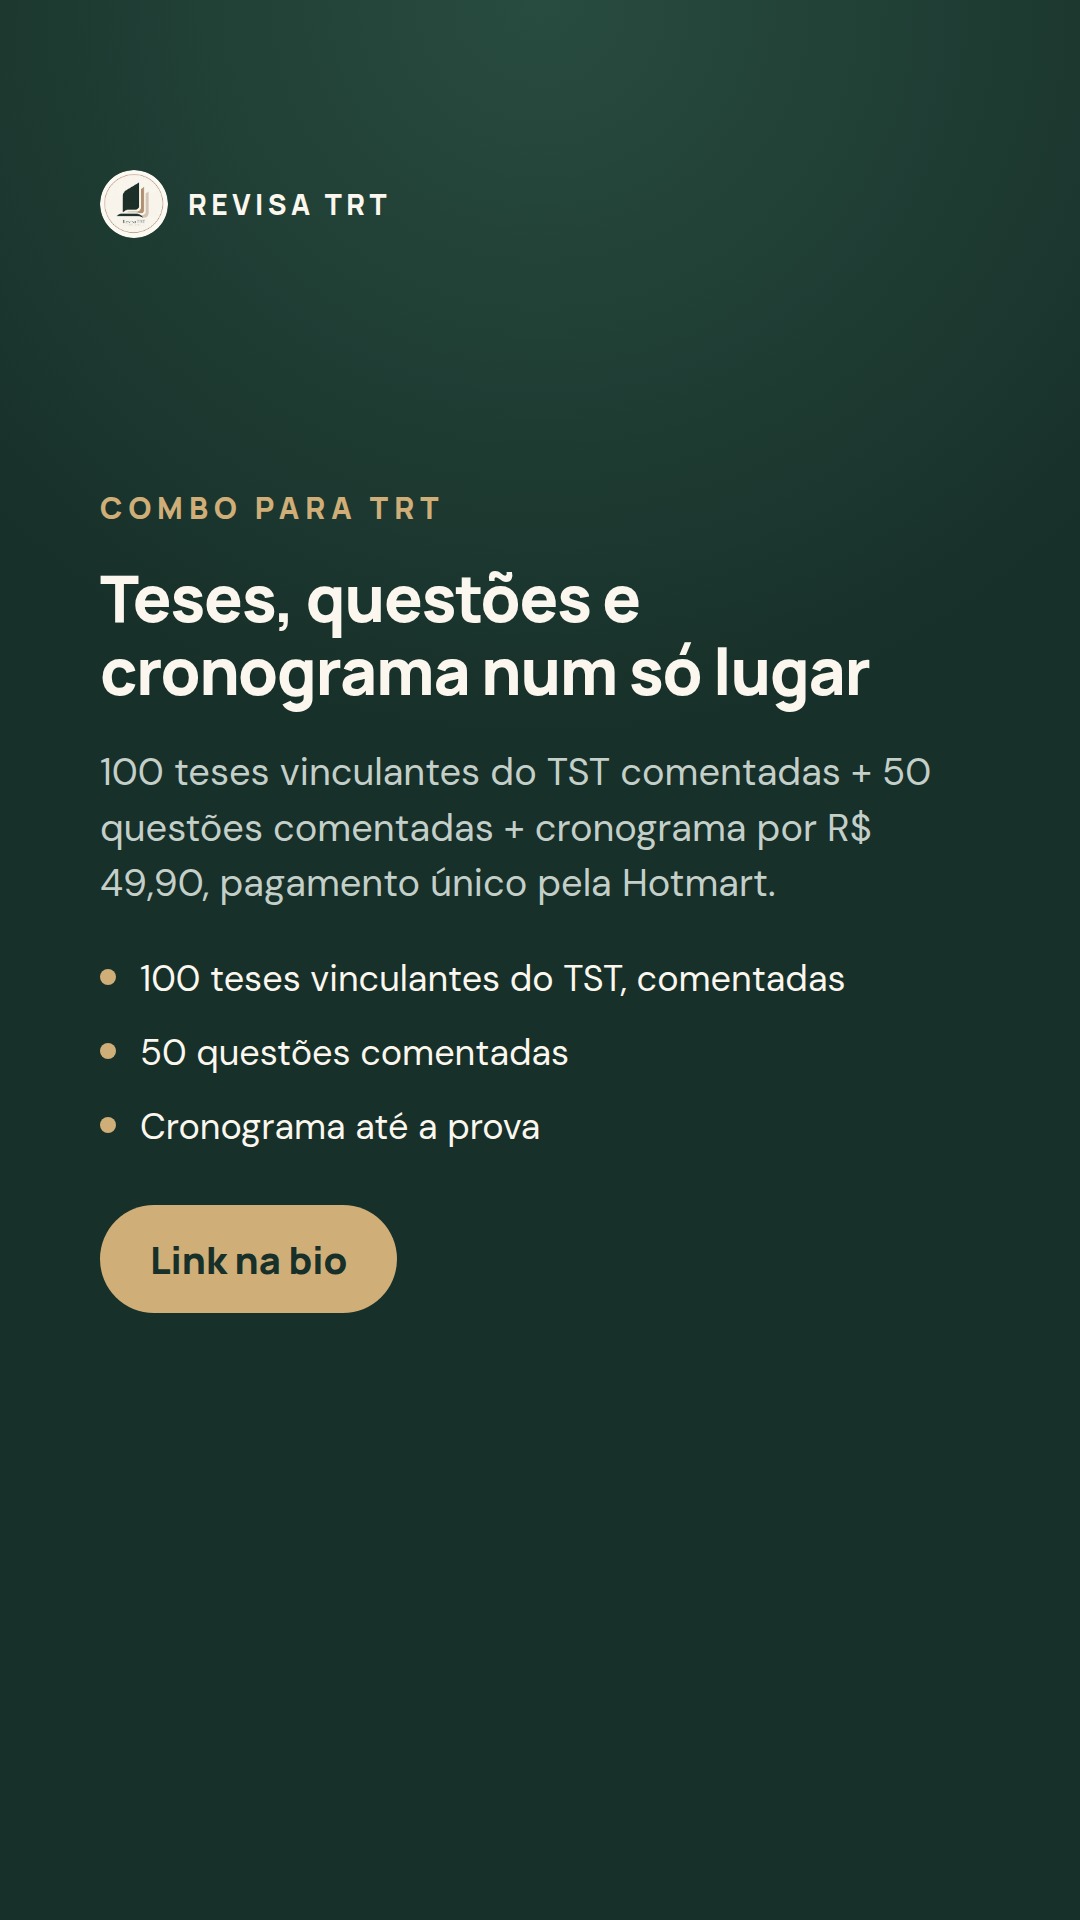 REVISA TRT
COMBO PARA TRT
Teses, questões e
cronograma num só lugar
100 teses vinculantes do TST comentadas + 50
questões comentadas + cronograma por R$
49,90, pagamento único pela Hotmart.
100 teses vinculantes do TST, comentadas
50 questões comentadas
Cronograma até a prova
Link na bio